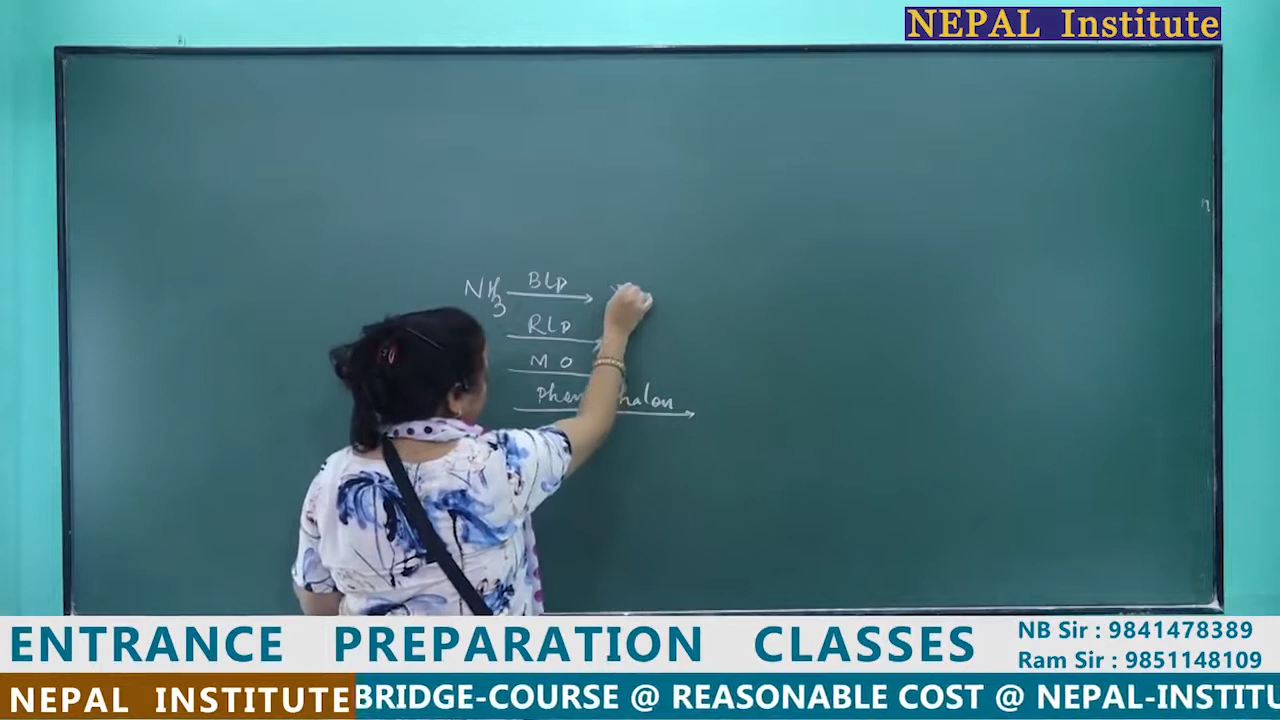 NEPAL Institute
NH3 BLP
RLP
MO
ENTRANCE PREPARATION CLASSES
NB Sir : 9841478389
Ram Sir : 9851148109
NEPAL INSTITUTE
BRIDGE-COURSE @ REASONABLE COST @ NEPAL-INSTITU